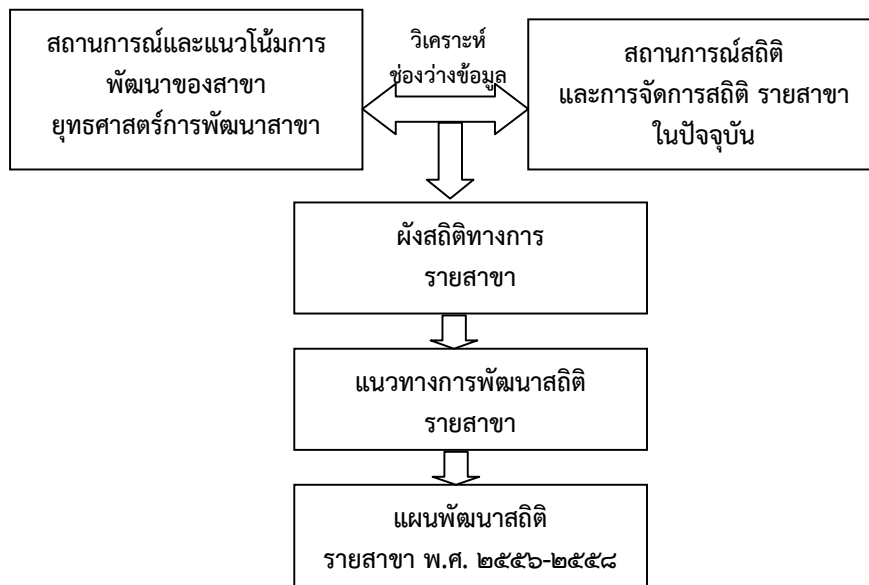 สถานการณ์และแนวโน้มการ
พัฒนาของสาขา
ยุทธศาสตร์การพัฒนาสาขา
วิเคราะห์
ช่องว่างข้อมูล
สถานการณ์สถิติ
และการจัดการสถิติ รายสาขา
ในปัจจุบัน
ผังสถิติทางการ
รายสาขา
แนวทางการพัฒนาสถิติ
รายสาขา
แผนพัฒนาสถิติ
รายสาขา พ.ศ. ๒๕๕๖-๒๕๕๘